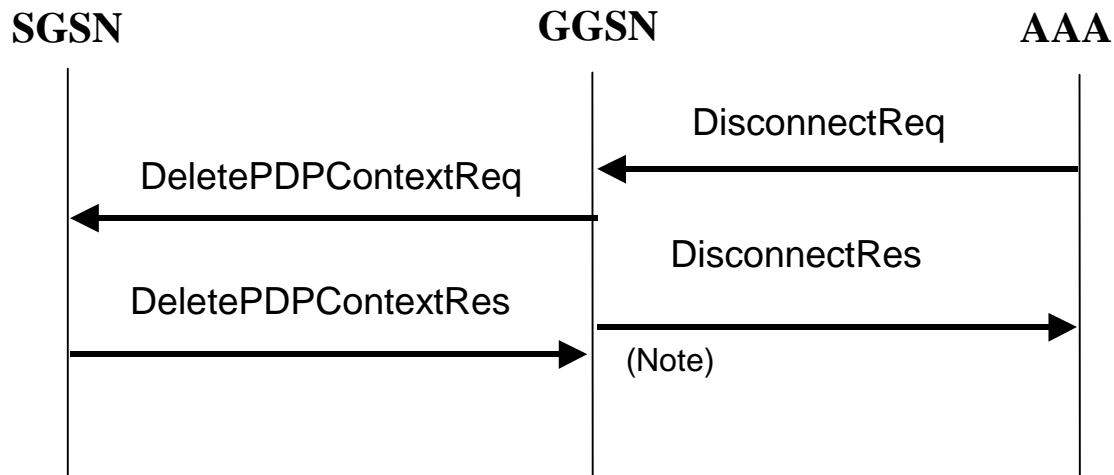 SGSN GGSN AAA
DisconnectReq
DeletePDPContextReq
DisconnectRes
DeletePDPContextRes
(Note)